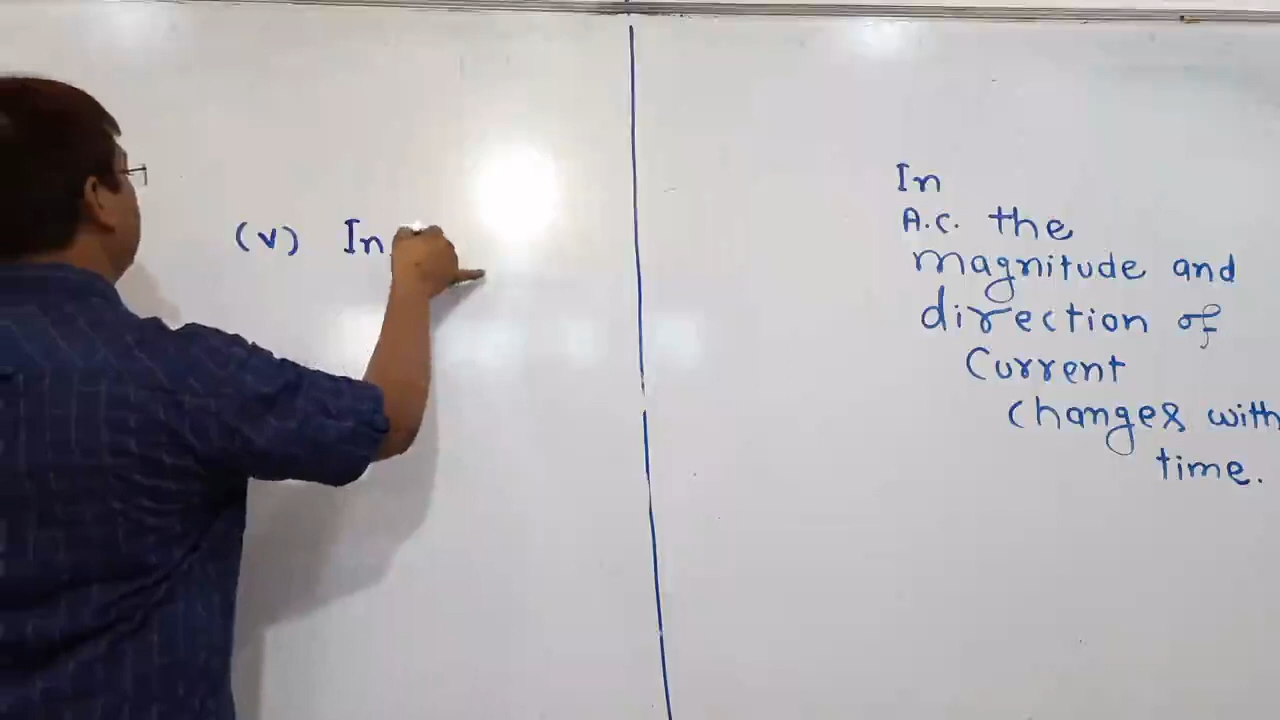 (v) In
In
A.C. the
magnitude and
direction of
Current
changes with
time.